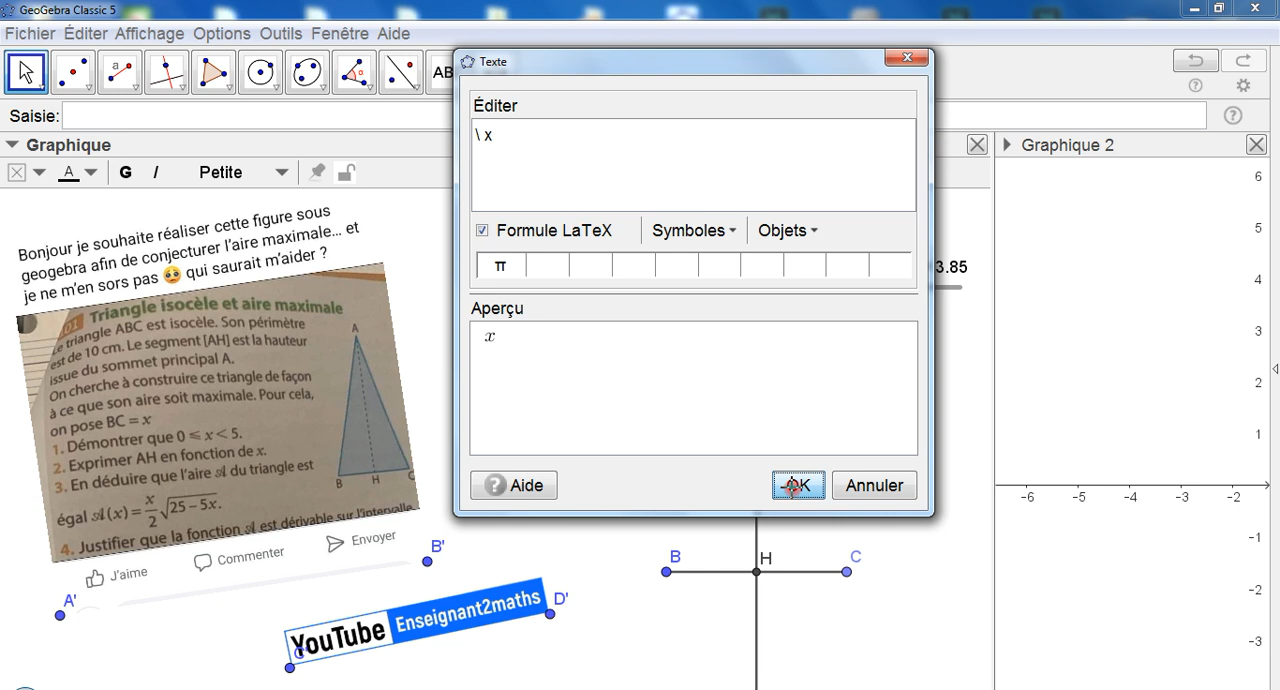 GeoGebra Classic 5
Fichier Éditer Affichage Options Outils Fenêtre Aide
a
AB
Saisie:
Graphique
A G I Petite
Bonjour je souhaite réaliser cette figure sous
geogebra afin de conjecturer l'aire maximale... et
je ne m'en sors pas 🥺 qui saurait m'aider ?
Triangle isocèle et aire maximale
triangle ABC est isocèle. Son périmètre
est de 10 cm. Le segment [AH] est la hauteur
issue du sommet principal A.
On cherche à construire ce triangle de façon
à ce que son aire soit maximale. Pour cela,
on pose BC = x
1. Démontrer que 0 ⩽ x < 5.
2. Exprimer AH en fonction de x.
3. En déduire que l'aire 𝒜 du triangle est
égal 𝒜(x) = x/2 √25 – 5x.
4. Justifier que la fonction 𝒜 est dérivable sur l'intervalle
A
B H C
J'aime Commenter Envoyer
A'
B'
YouTube Enseignant2maths
C'
D'
Texte
Éditer
\ x
Formule LaTeX Symboles Objets
π
Aperçu
x
Aide OK Annuler
3.85
B H C
Graphique 2
6
5
4
3
2
1
-6 -5 -4 -3 -2
-1
-2
-3